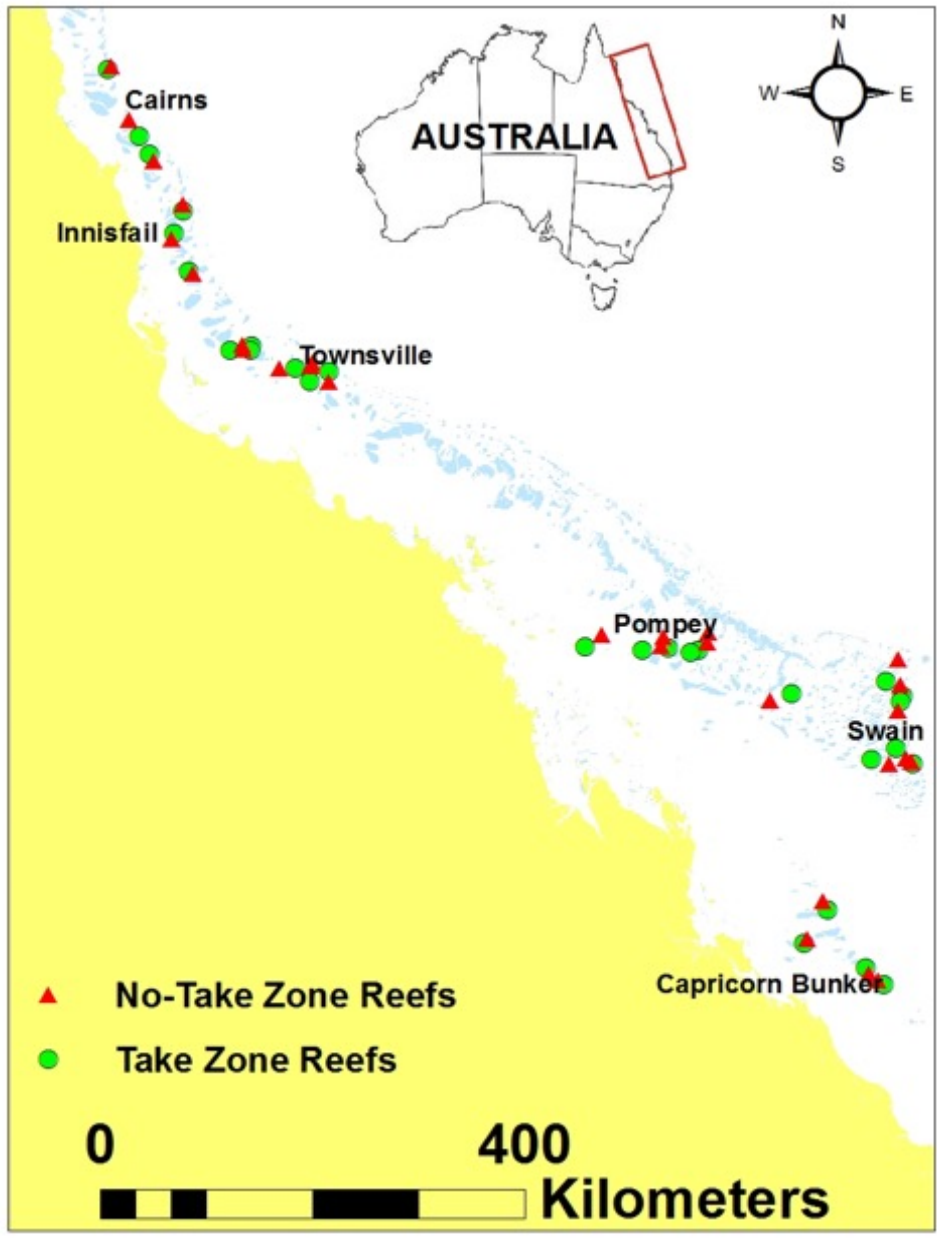 N
Cairns
W
E
AUSTRALIA
S
Innisfail
Townsville
Pompey
Swain
Capricorn Bunker
No-Take Zone Reefs
Take Zone Reefs
0 400
Kilometers